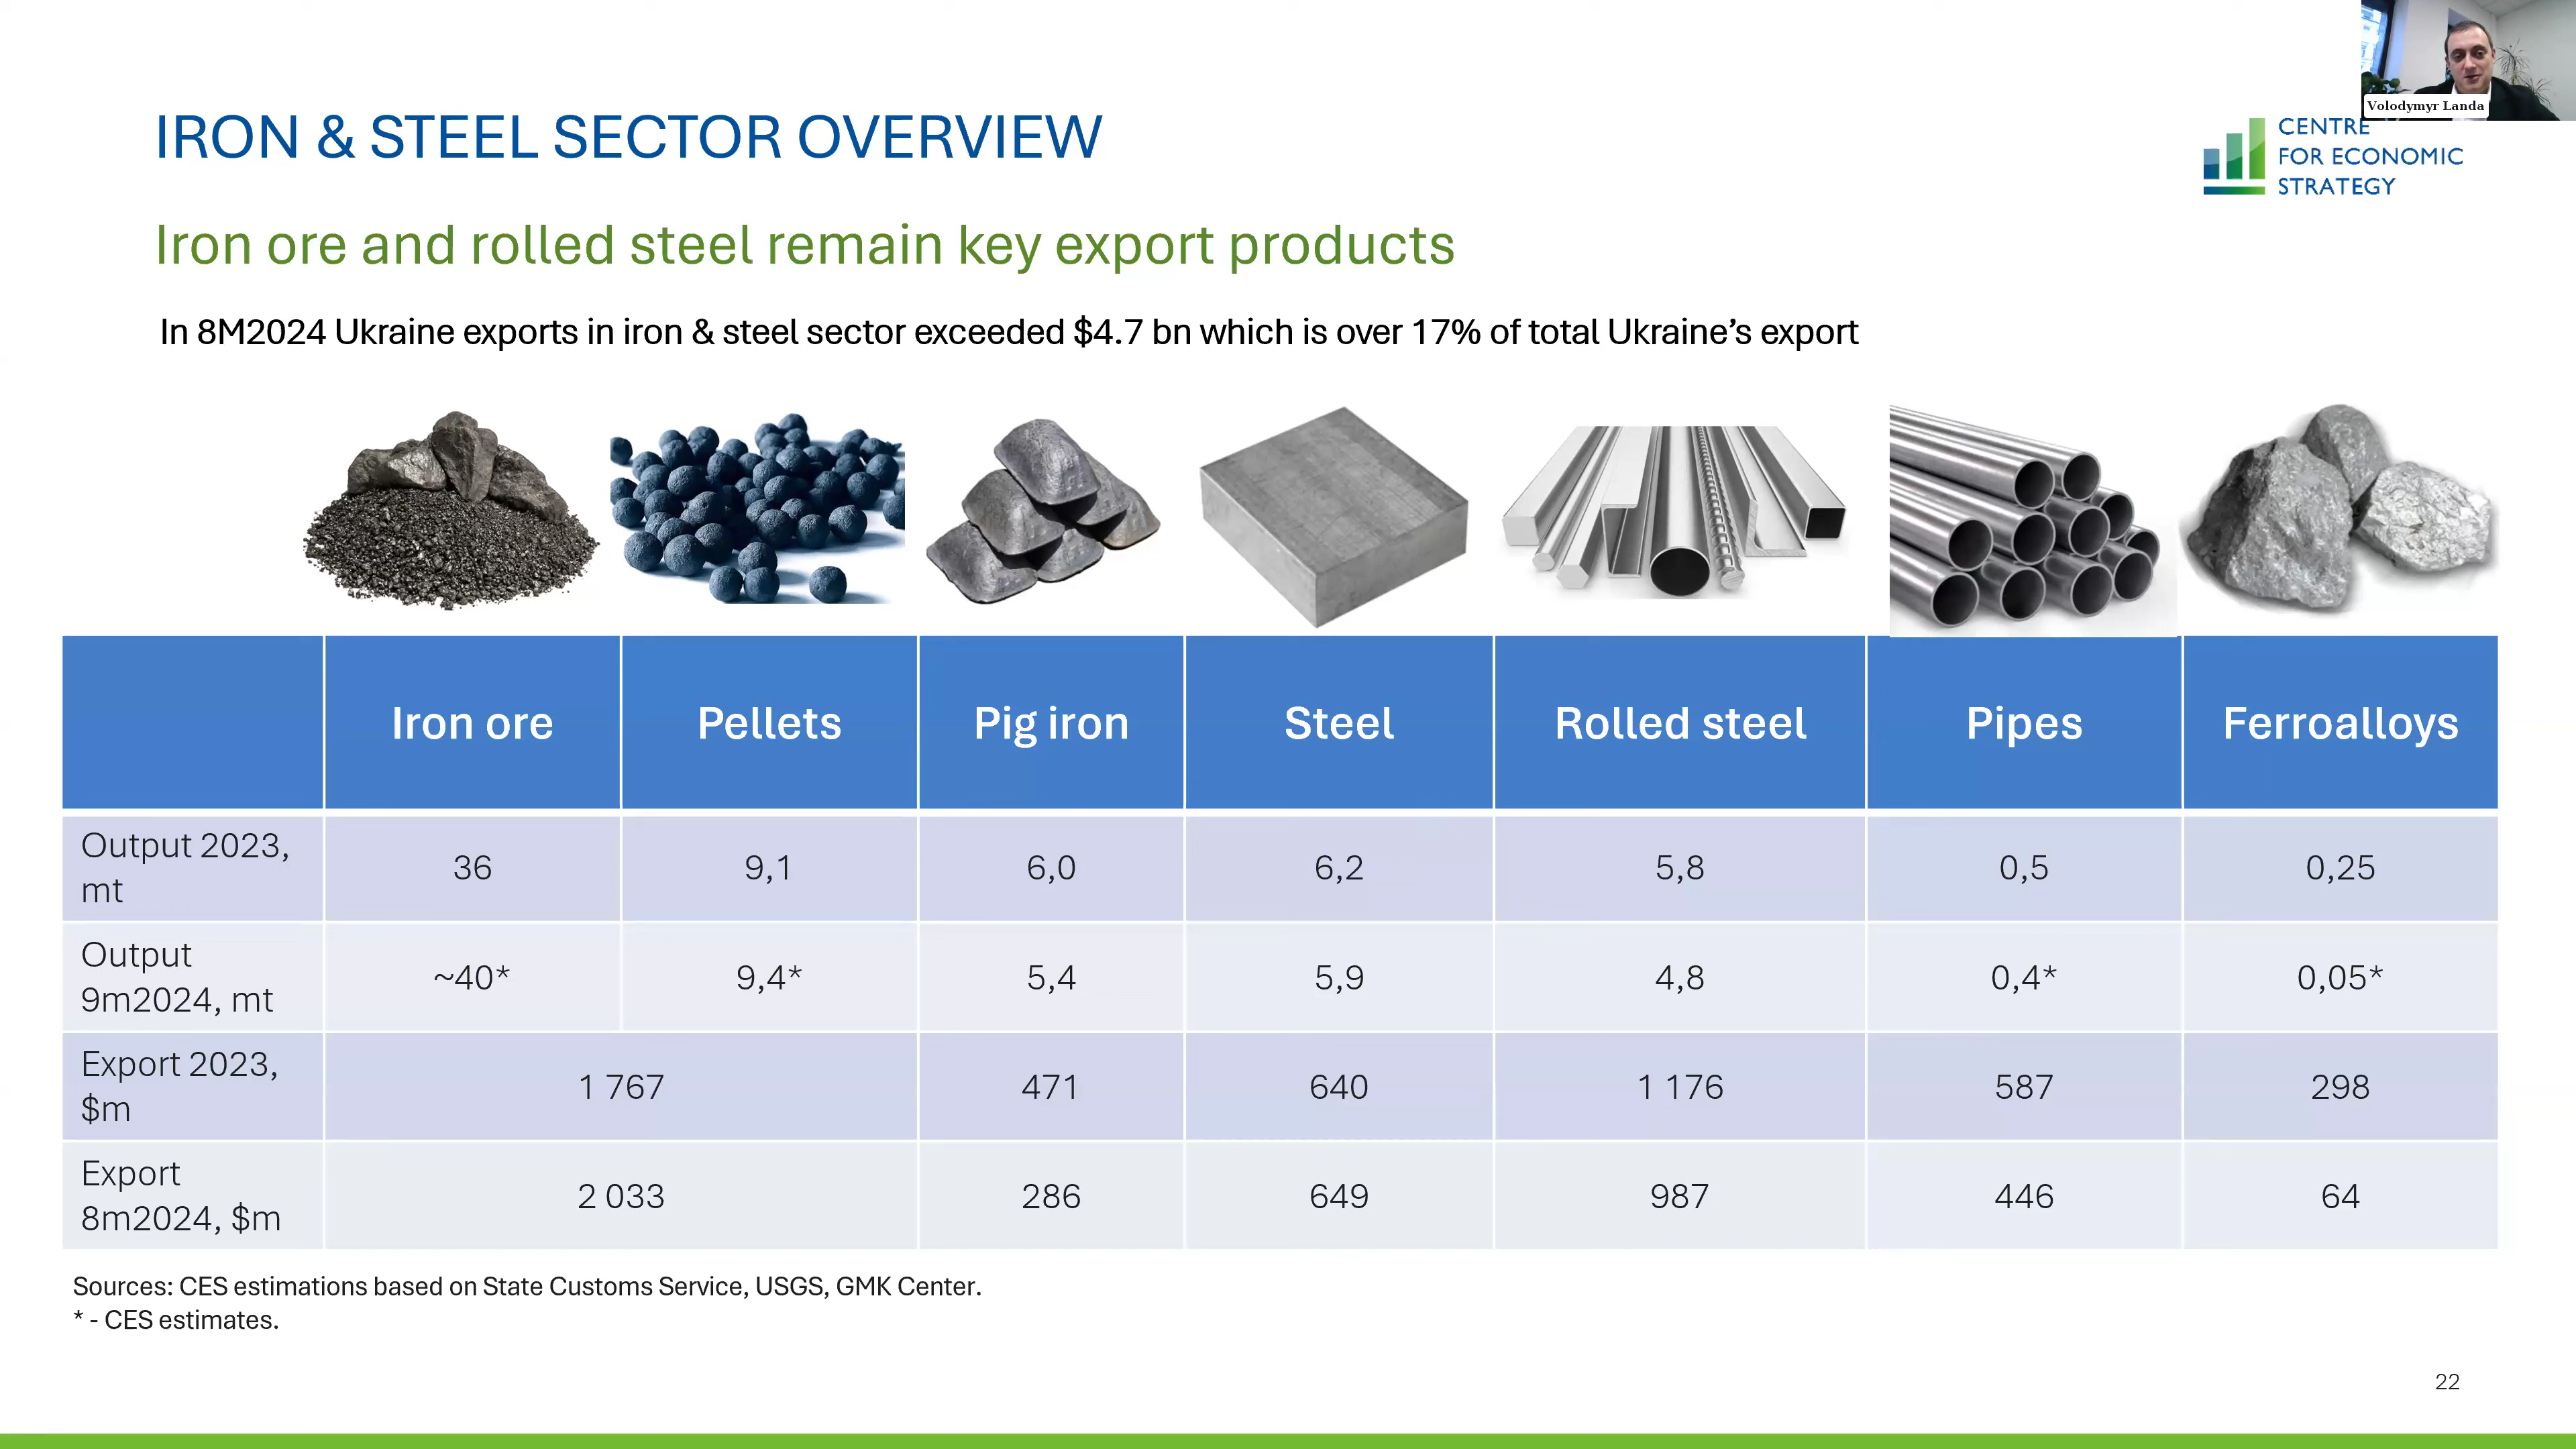 Volodymyr Landa
IRON & STEEL SECTOR OVERVIEW
CENTRE
FOR ECONOMIC
STRATEGY
Iron ore and rolled steel remain key export products
In 8M2024 Ukraine exports in iron & steel sector exceeded $4.7 bn which is over 17% of total Ukraine’s export
Iron ore Pellets Pig iron Steel Rolled steel Pipes Ferroalloys
Output 2023,
mt
36 9,1 6,0 6,2 5,8 0,5 0,25
Output
9m2024, mt
~40* 9,4* 5,4 5,9 4,8 0,4* 0,05*
Export 2023,
$m
1 767 471 640 1 176 587 298
Export
8m2024, $m
2 033 286 649 987 446 64
Sources: CES estimations based on State Customs Service, USGS, GMK Center.
* - CES estimates.
22